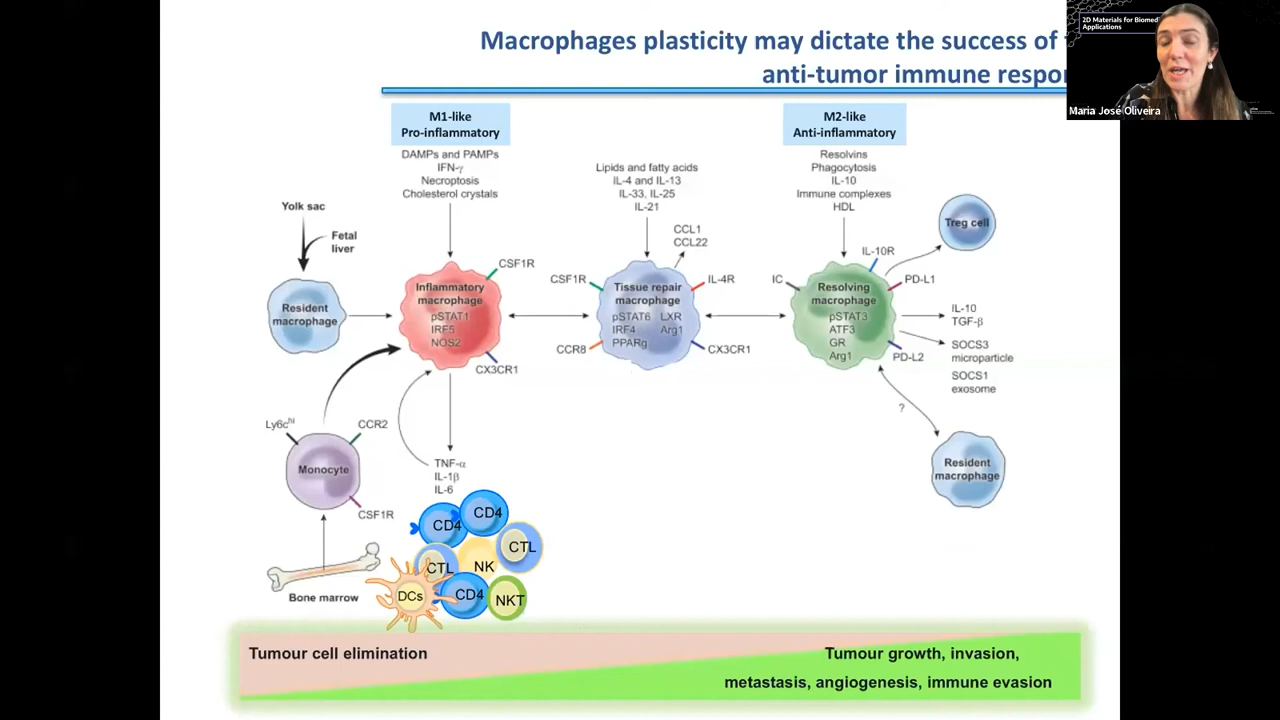 Macrophages plasticity may dictate the success of
anti-tumor immune respo
2D Materials for Biomedi
Applications
Maria José Oliveira
M1-like
Pro-inflammatory
M2-like
Anti-inflammatory
DAMPs and PAMPs
IFN-γ
Necroptosis
Cholesterol crystals
Lipids and fatty acids
IL-4 and IL-13
IL-33, IL-25
IL-21
Resolvins
Phagocytosis
IL-10
Immune complexes
HDL
Yolk sac
Fetal
liver
CCL1
CCL22
Treg cell
CSF1R
CSF1R
IL-4R
IC
IL-10R
PD-L1
Resident
macrophage
Inflammatory
macrophage
pSTAT1
IRF5
NOS2
Tissue repair
macrophage
pSTAT6 LXR
IRF4 Arg1
PPARg
Resolving
macrophage
pSTAT3
ATF3
GR
Arg1
IL-10
TGF-β
SOCS3
microparticle
SOCS1
exosome
CX3CR1
CCR8
CX3CR1
PD-L2
?
Ly6c^hi
CCR2
Monocyte
CSF1R
TNF-α
IL-1β
IL-6
Resident
macrophage
CD4
CD4
CTL
CTL
NK
DCs
CD4
NKT
Bone marrow
Tumour cell elimination
Tumour growth, invasion,
metastasis, angiogenesis, immune evasion